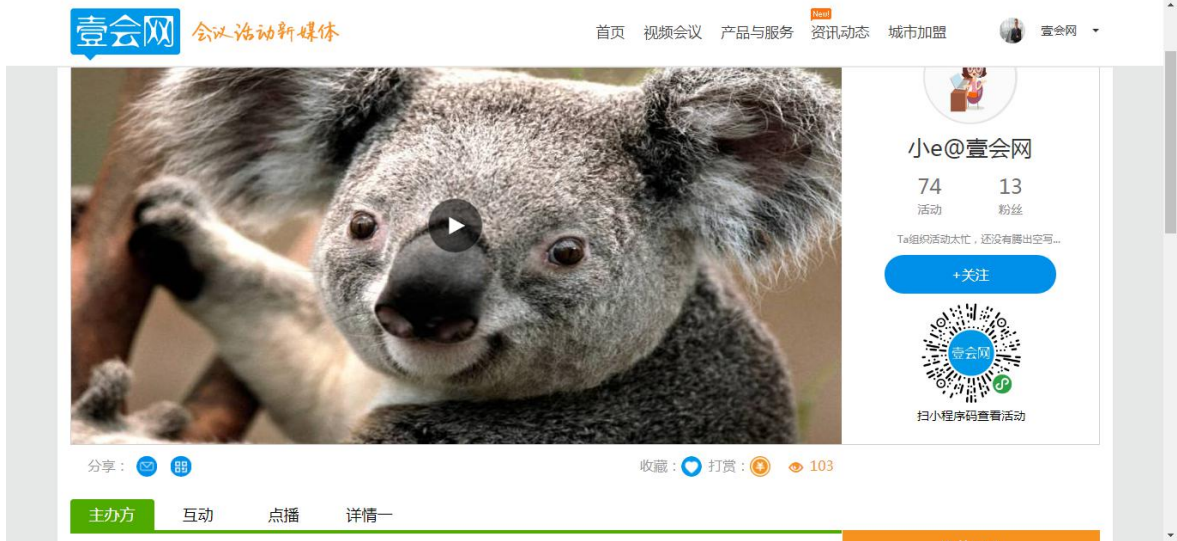 壹会网 会议活动新媒体
首页 视频会议 产品与服务 New! 资讯动态 城市加盟 壹会网
小e@壹会网
74 13
活动 粉丝
Ta组织活动太忙，还没有腾出空写...
+关注
壹会网
扫小程序码查看活动
分享： 收藏： 打赏： 103
主办方 互动 点播 详情一